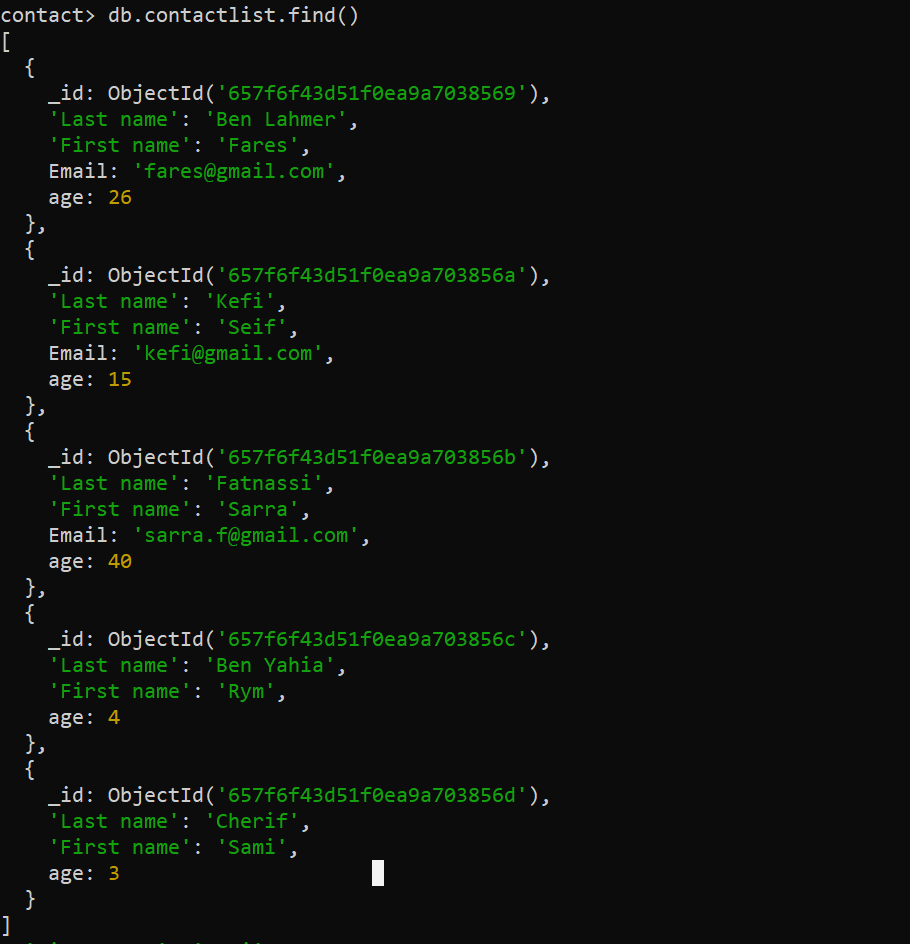 contact> db.contactlist.find()
[
  {
    _id: ObjectId('657f6f43d51f0ea9a7038569'),
    'Last name': 'Ben Lahmer',
    'First name': 'Fares',
    Email: 'fares@gmail.com',
    age: 26
  },
  {
    _id: ObjectId('657f6f43d51f0ea9a703856a'),
    'Last name': 'Kefi',
    'First name': 'Seif',
    Email: 'kefi@gmail.com',
    age: 15
  },
  {
    _id: ObjectId('657f6f43d51f0ea9a703856b'),
    'Last name': 'Fatnassi',
    'First name': 'Sarra',
    Email: 'sarra.f@gmail.com',
    age: 40
  },
  {
    _id: ObjectId('657f6f43d51f0ea9a703856c'),
    'Last name': 'Ben Yahia',
    'First name': 'Rym',
    age: 4
  },
  {
    _id: ObjectId('657f6f43d51f0ea9a703856d'),
    'Last name': 'Cherif',
    'First name': 'Sami',
    age: 3
  }
]